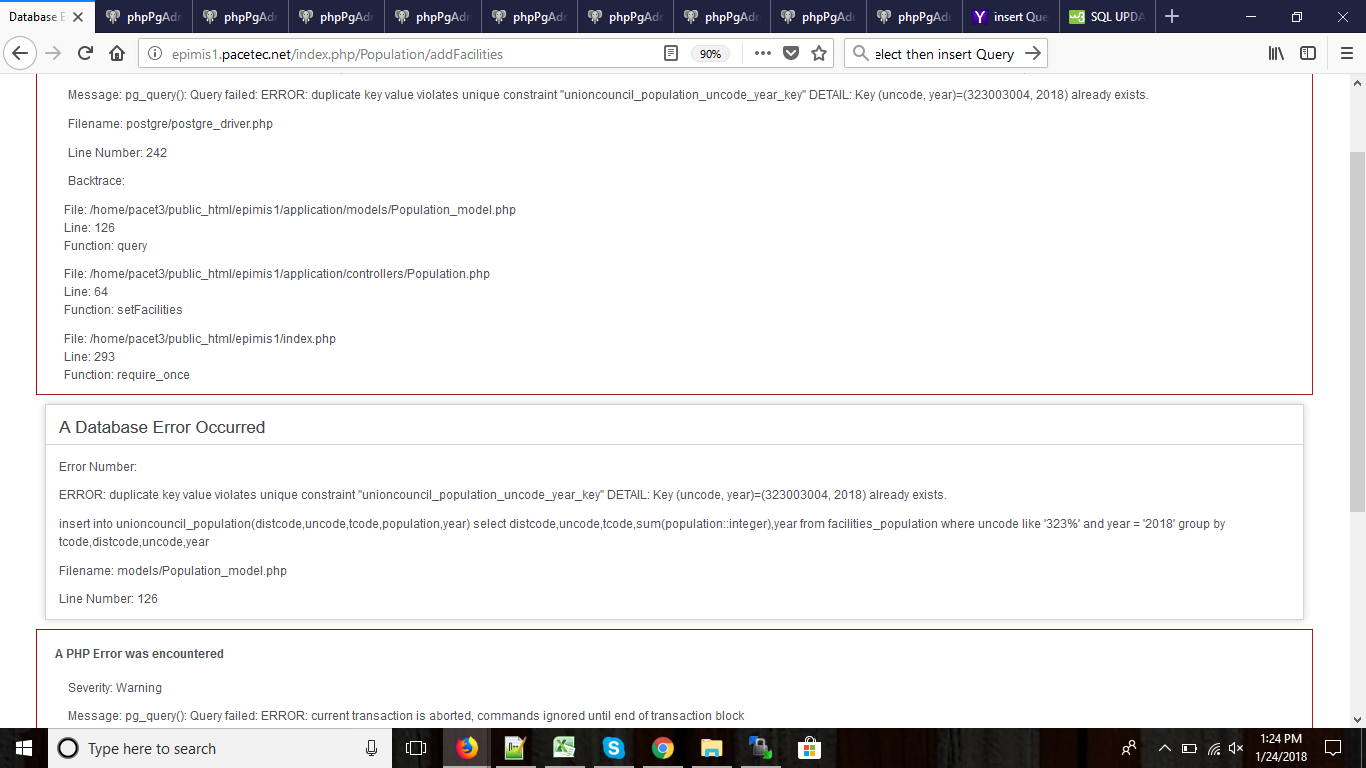 Database E
phpPgAd
phpPgAd
phpPgAd
phpPgAd
phpPgAd
phpPgAd
phpPgAd
phpPgAd
phpPgAd
insert Que
SQL UPDA
epimis1.pacetec.net/index.php/Population/addFacilities
90%
elect then insert Query
Message: pg_query(): Query failed: ERROR: duplicate key value violates unique constraint "unioncouncil_population_uncode_year_key" DETAIL: Key (uncode, year)=(323003004, 2018) already exists.
Filename: postgre/postgre_driver.php
Line Number: 242
Backtrace:
File: /home/pacet3/public_html/epimis1/application/models/Population_model.php
Line: 126
Function: query
File: /home/pacet3/public_html/epimis1/application/controllers/Population.php
Line: 64
Function: setFacilities
File: /home/pacet3/public_html/epimis1/index.php
Line: 293
Function: require_once
A Database Error Occurred
Error Number:
ERROR: duplicate key value violates unique constraint "unioncouncil_population_uncode_year_key" DETAIL: Key (uncode, year)=(323003004, 2018) already exists.
insert into unioncouncil_population(distcode,uncode,tcode,population,year) select distcode,uncode,tcode,sum(population::integer),year from facilities_population where uncode like '323%' and year = '2018' group by
tcode,distcode,uncode,year
Filename: models/Population_model.php
Line Number: 126
A PHP Error was encountered
Severity: Warning
Message: pg_query(): Query failed: ERROR: current transaction is aborted, commands ignored until end of transaction block
Type here to search
1:24 PM
1/24/2018